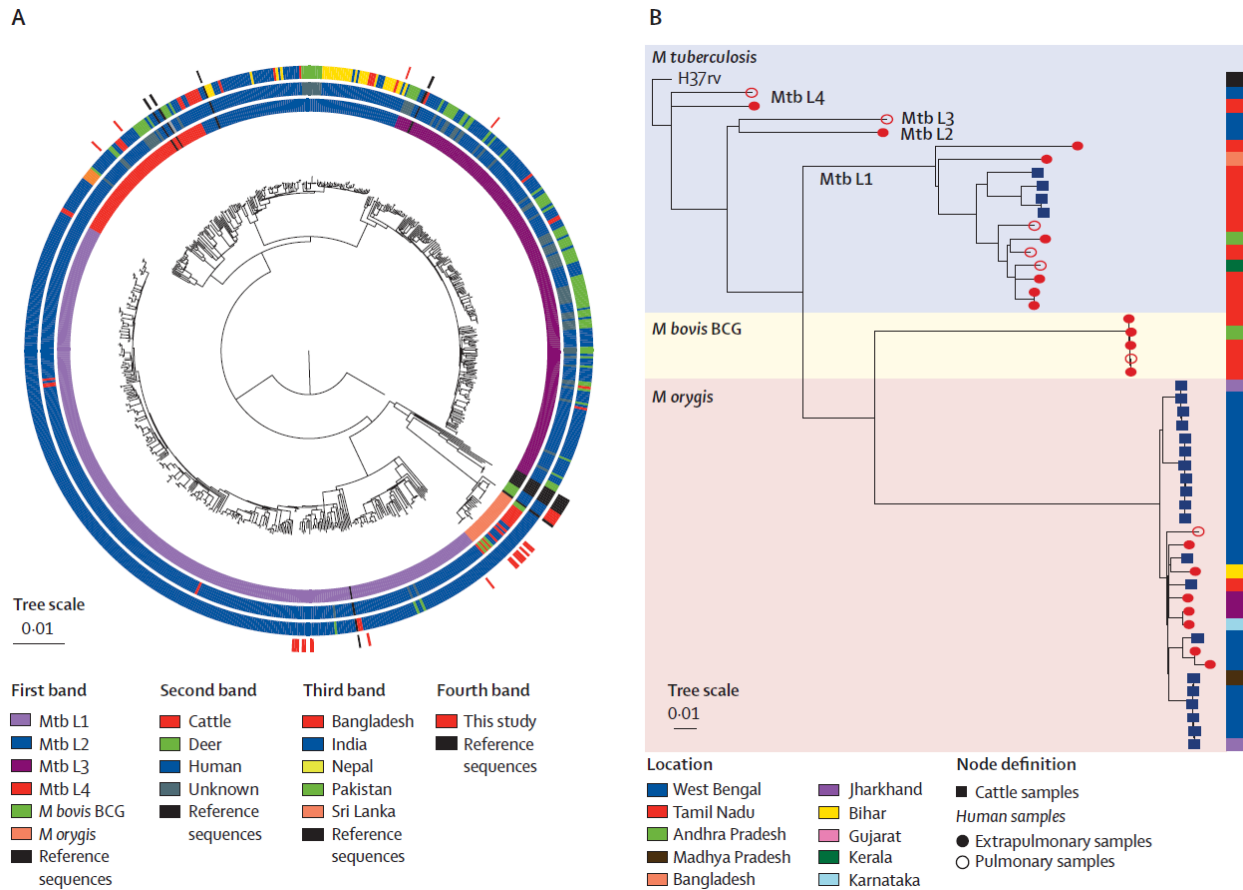 A
Tree scale
0·01
First band
Mtb L1
Mtb L2
Mtb L3
Mtb L4
M bovis BCG
M orygis
Reference
sequences
Second band
Cattle
Deer
Human
Unknown
Reference
sequences
Third band
Bangladesh
India
Nepal
Pakistan
Sri Lanka
Reference
sequences
Fourth band
This study
Reference
sequences
B
M tuberculosis
H37rv
Mtb L4
Mtb L3
Mtb L2
Mtb L1
M bovis BCG
M orygis
Tree scale
0·01
Location
West Bengal
Tamil Nadu
Andhra Pradesh
Madhya Pradesh
Bangladesh
Jharkhand
Bihar
Gujarat
Kerala
Karnataka
Node definition
Cattle samples
Human samples
Extrapulmonary samples
Pulmonary samples